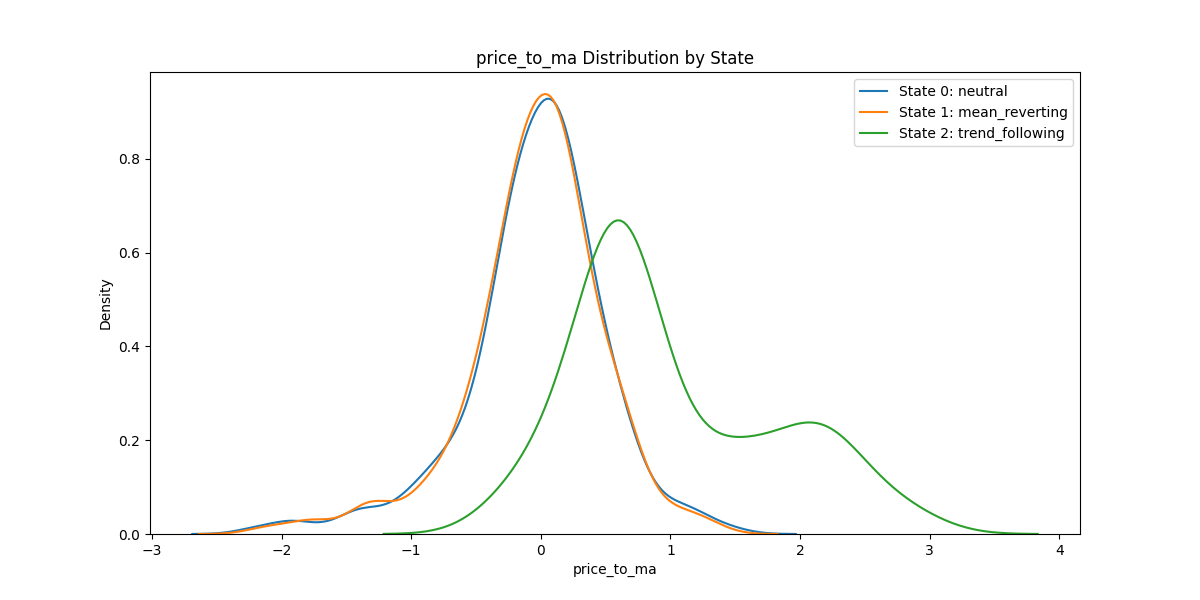 price_to_ma Distribution by State
State 0: neutral
State 1: mean_reverting
State 2: trend_following
Density
0.8
0.6
0.4
0.2
0.0
−3
−2
−1
0
1
2
3
4
price_to_ma